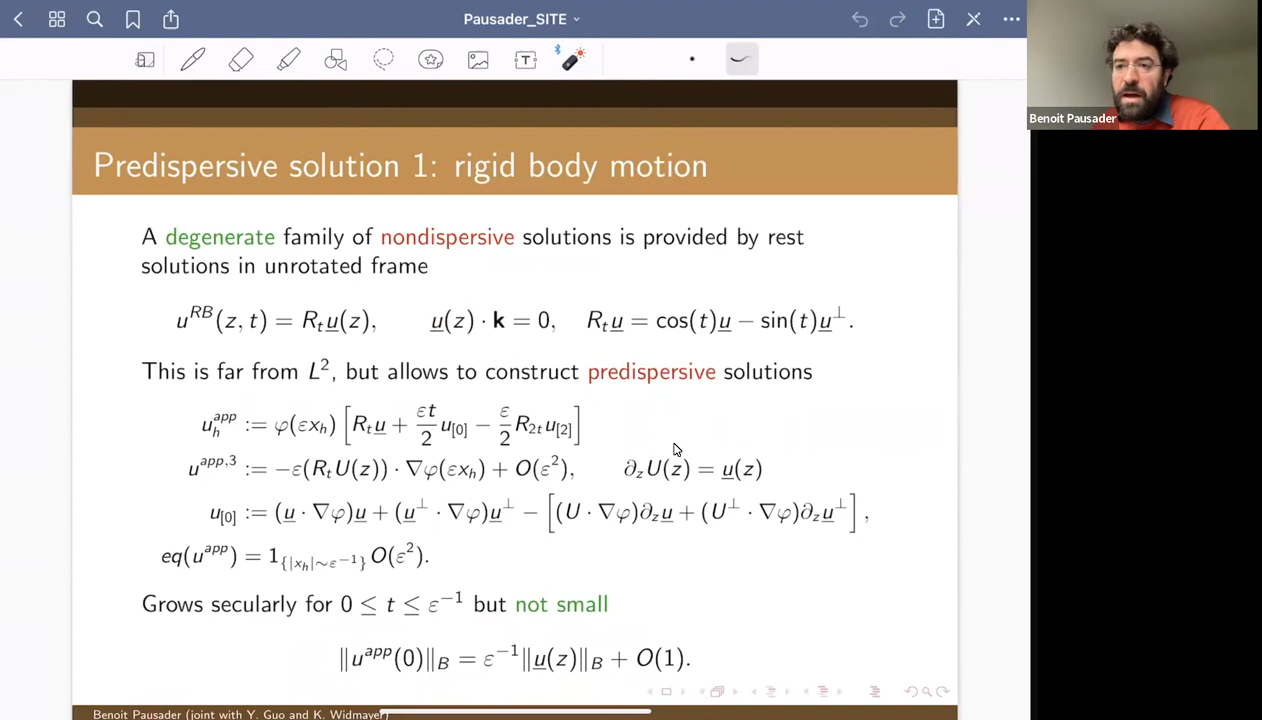 Pausader_SITE
Benoit Pausader
Predispersive solution 1: rigid body motion
A degenerate family of nondispersive solutions is provided by rest
solutions in unrotated frame
u^{RB}(z, t) = R_t u̲(z), u̲(z) · **k** = 0, R_t u̲ = cos(t)u̲ − sin(t)u̲^⊥.
This is far from L², but allows to construct predispersive solutions
u_h^{app} := φ(εx_h) [R_t u̲ + εt/2 u_{[0]} − ε/2 R_{2t} u_{[2]}]
u^{app,3} := −ε(R_t U(z)) · ∇φ(εx_h) + O(ε²), ∂_z U(z) = u̲(z)
u_{[0]} := (u̲ · ∇φ)u̲ + (u̲^⊥ · ∇φ)u̲^⊥ − [(U · ∇φ)∂_z u̲ + (U^⊥ · ∇φ)∂_z u̲^⊥],
eq(u^{app}) = 1_{{|x_h|∼ε^{−1}}} O(ε²).
Grows secularly for 0 ≤ t ≤ ε^{−1} but not small
‖u^{app}(0)‖_B = ε^{−1}‖u̲(z)‖_B + O(1).
Benoit Pausader (joint with Y. Guo and K. Widmayer)